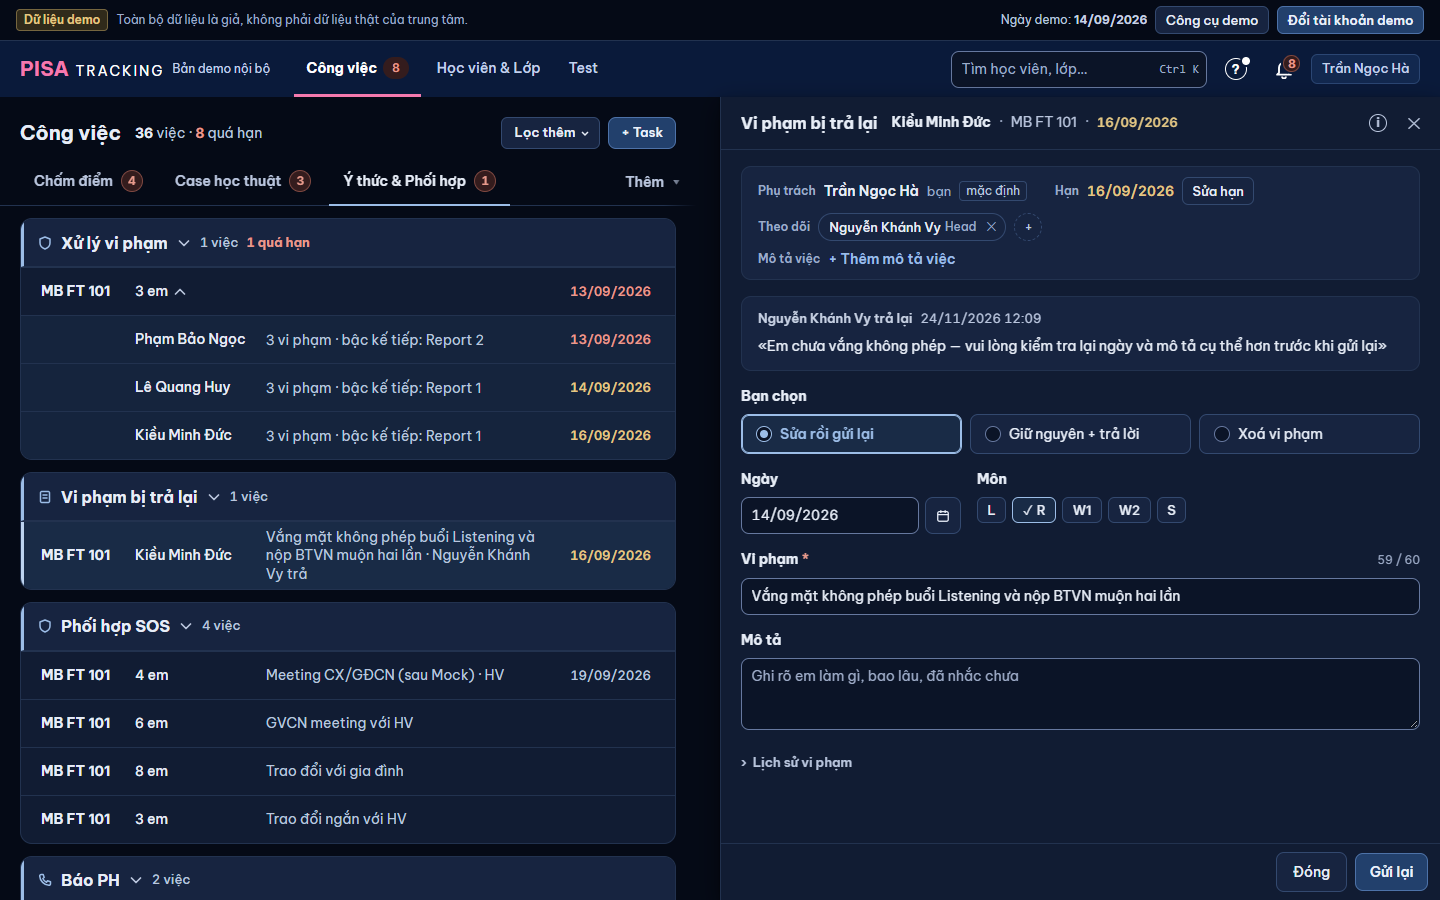 Dữ liệu demo Toàn bộ dữ liệu là giả, không phải dữ liệu thật của trung tâm. Ngày demo: 14/09/2026 Công cụ demo Đổi tài khoản demo
PISA TRACKING Bản demo nội bộ Công việc 8 Học viên & Lớp Test Tìm học viên, lớp... Ctrl K ? 8 Trần Ngọc Hà
Công việc 36 việc · 8 quá hạn Lọc thêm + Task
Chấm điểm 4 Case học thuật 3 Ý thức & Phối hợp 1 Thêm
Xử lý vi phạm 1 việc 1 quá hạn
MB FT 101 3 em 13/09/2026
Phạm Bảo Ngọc 3 vi phạm · bậc kế tiếp: Report 2 13/09/2026
Lê Quang Huy 3 vi phạm · bậc kế tiếp: Report 1 14/09/2026
Kiều Minh Đức 3 vi phạm · bậc kế tiếp: Report 1 16/09/2026
Vi phạm bị trả lại 1 việc
MB FT 101 Kiều Minh Đức Vắng mặt không phép buổi Listening và
nộp BTVN muộn hai lần · Nguyễn Khánh
Vy trả 16/09/2026
Phối hợp SOS 4 việc
MB FT 101 4 em Meeting CX/GĐCN (sau Mock) · HV 19/09/2026
MB FT 101 6 em GVCN meeting với HV
MB FT 101 8 em Trao đổi với gia đình
MB FT 101 3 em Trao đổi ngắn với HV
Báo PH 2 việc
Vi phạm bị trả lại Kiều Minh Đức · MB FT 101 · 16/09/2026
Phụ trách Trần Ngọc Hà bạn mặc định Hạn 16/09/2026 Sửa hạn
Theo dõi Nguyễn Khánh Vy Head +
Mô tả việc + Thêm mô tả việc
Nguyễn Khánh Vy trả lại 24/11/2026 12:09
«Em chưa vắng không phép — vui lòng kiểm tra lại ngày và mô tả cụ thể hơn trước khi gửi lại»
Bạn chọn
Sửa rồi gửi lại Giữ nguyên + trả lời Xoá vi phạm
Ngày Môn
14/09/2026 L ✓ R W1 W2 S
Vi phạm * 59 / 60
Vắng mặt không phép buổi Listening và nộp BTVN muộn hai lần
Mô tả
Ghi rõ em làm gì, bao lâu, đã nhắc chưa
› Lịch sử vi phạm
Đóng Gửi lại